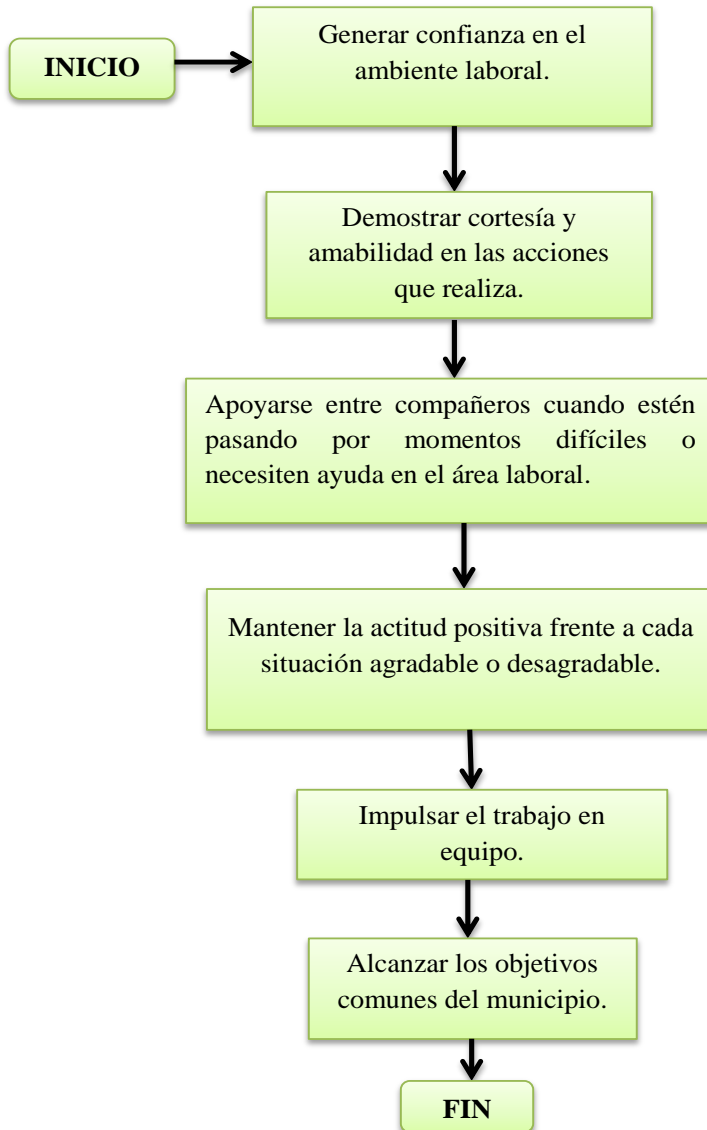 INICIO
Generar confianza en el
ambiente laboral.
Demostrar cortesía y
amabilidad en las acciones
que realiza.
Apoyarse entre compañeros cuando estén
pasando por momentos difíciles o
necesiten ayuda en el área laboral.
Mantener la actitud positiva frente a cada
situación agradable o desagradable.
Impulsar el trabajo en
equipo.
Alcanzar los objetivos
comunes del municipio.
FIN